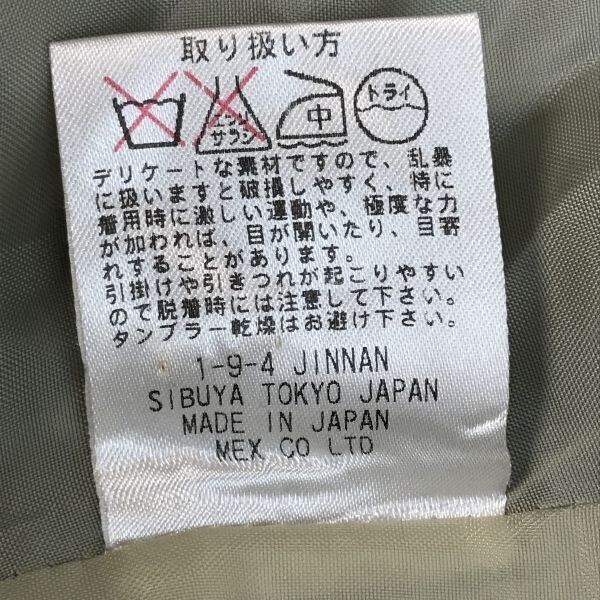 取り扱い方
エンソ サラシ 中 ドライ
デリケートな素材ですので、乱暴
に扱いますと破損しやすく、特に
着用時に激しい運動や、極度な力
が加われば、目が開いたり、目寄
れすることがあります。
引掛けや引きつれが起こりやすい
ので脱着時には注意して下さい。
タンブラー乾燥はお避け下さい。
1-9-4 JINNAN
SIBUYA TOKYO JAPAN
MADE IN JAPAN
MEX CO LTD